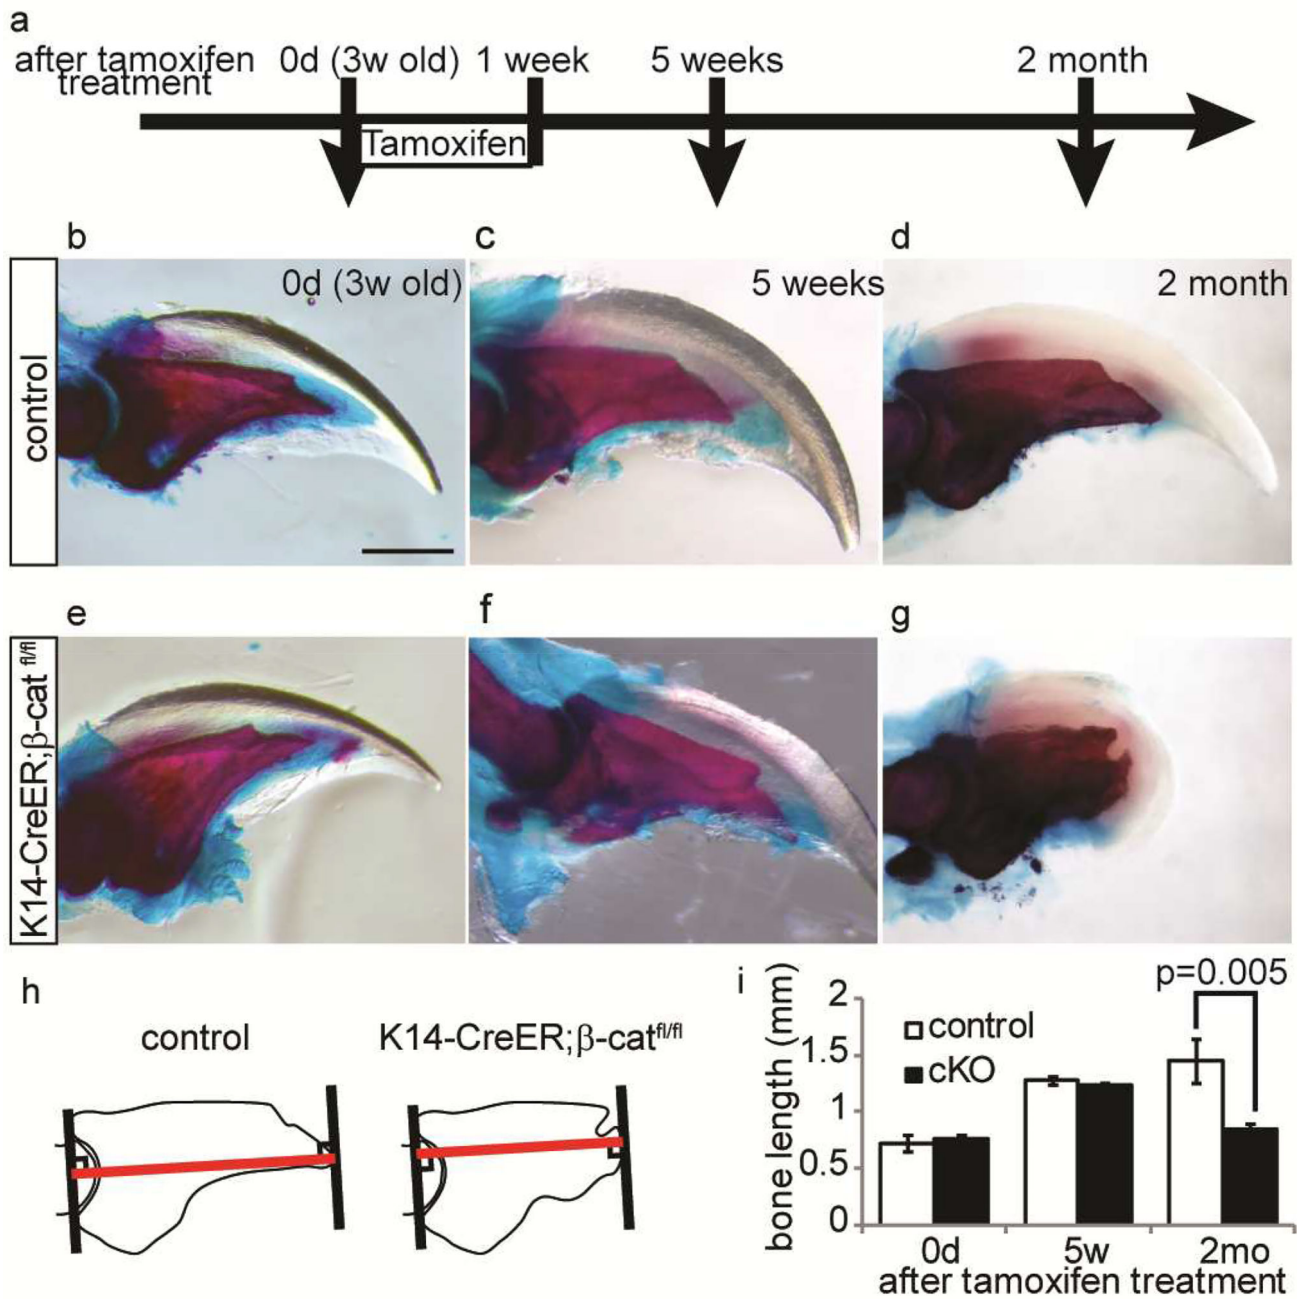 a
after tamoxifen treatment
0d (3w old)
1 week
5 weeks
2 month
Tamoxifen
b
c
d
control
0d (3w old)
5 weeks
2 month
e
f
g
K14-CreER;β-cat fl/fl
h
control
K14-CreER;β-catfl/fl
i
p=0.005
bone length (mm)
2
1.5
1
0.5
0
control
cKO
0d
5w
2mo
after tamoxifen treatment